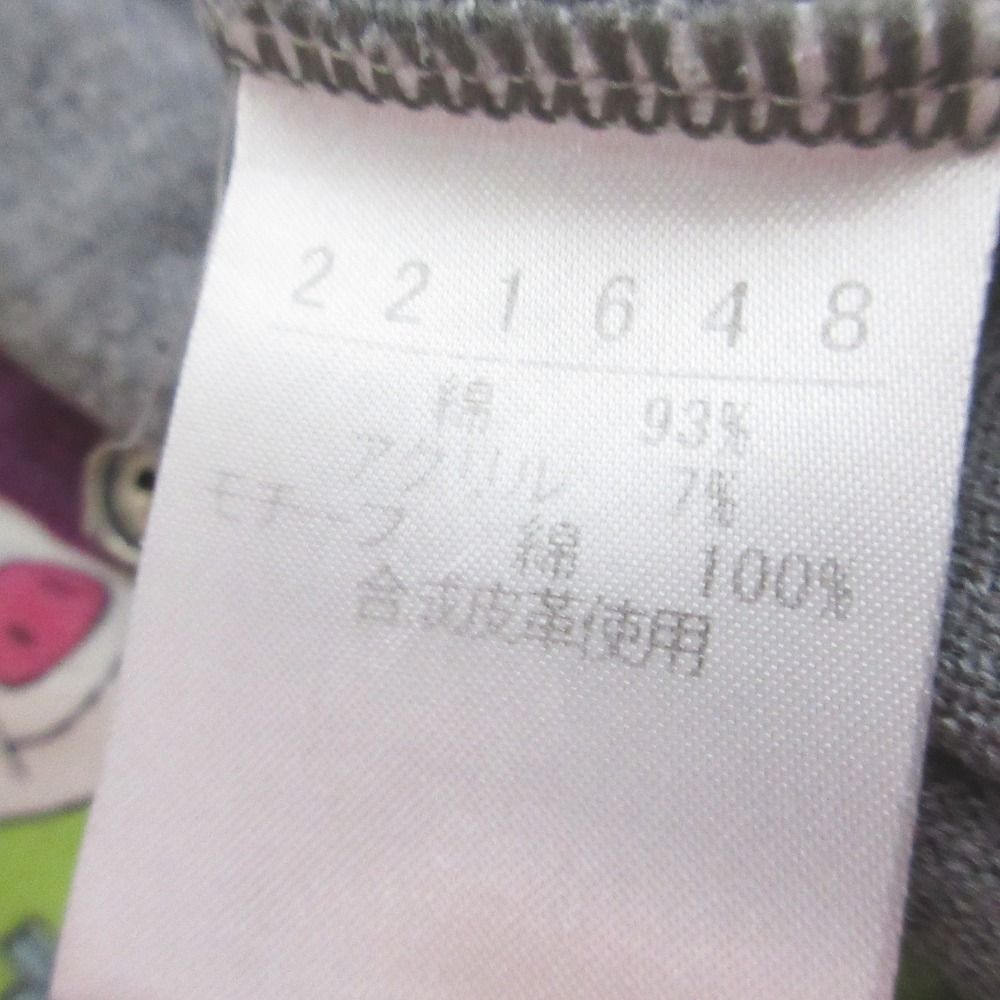 221648
綿 93%
アクリル 7%
モチーフ 綿 100%
合成皮革使用